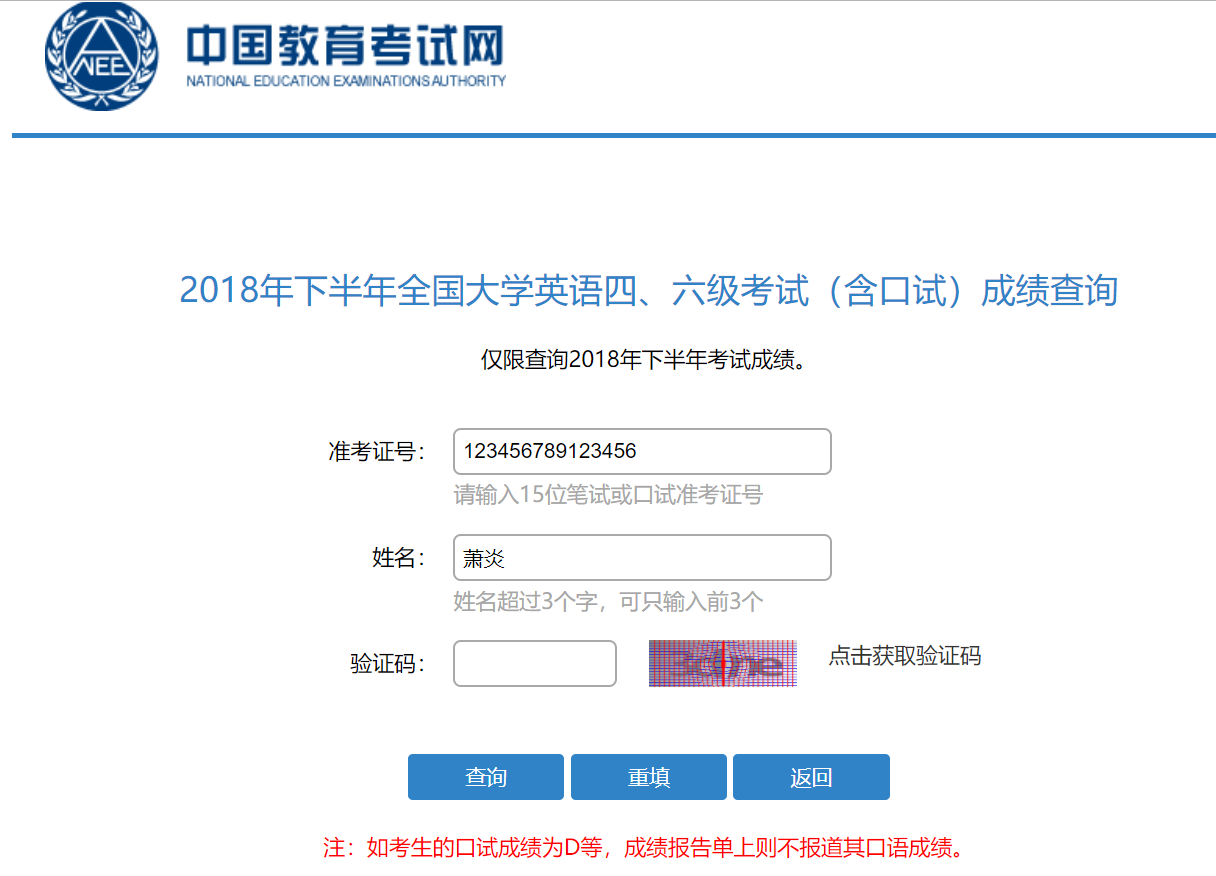 NEEA
中国教育考试网
NATIONAL EDUCATION EXAMINATIONS AUTHORITY
2018年下半年全国大学英语四、六级考试（含口试）成绩查询
仅限查询2018年下半年考试成绩。
准考证号： 123456789123456
请输入15位笔试或口试准考证号
姓名： 萧炎
姓名超过3个字，可只输入前3个
验证码： 点击获取验证码
查询 重填 返回
注：如考生的口试成绩为D等，成绩报告单上则不报道其口语成绩。